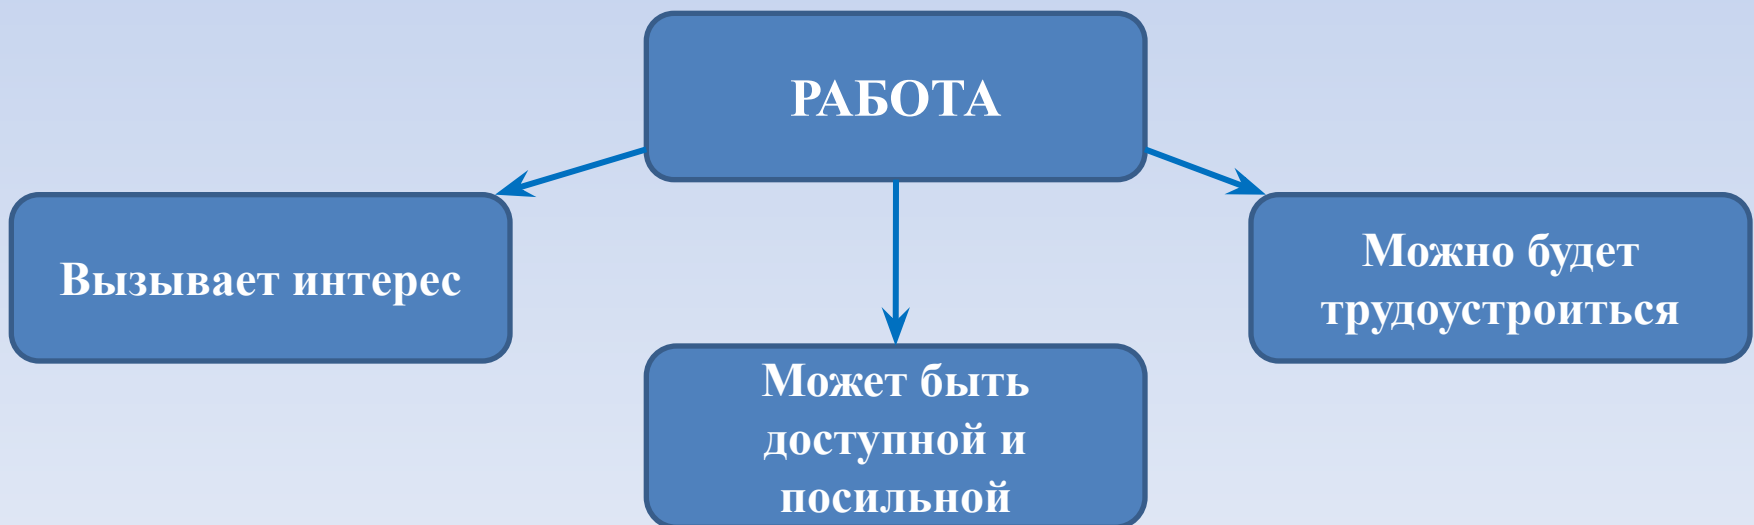 РАБОТА
Вызывает интерес
Можно будет
трудоустроиться
Может быть
доступной и
посильной